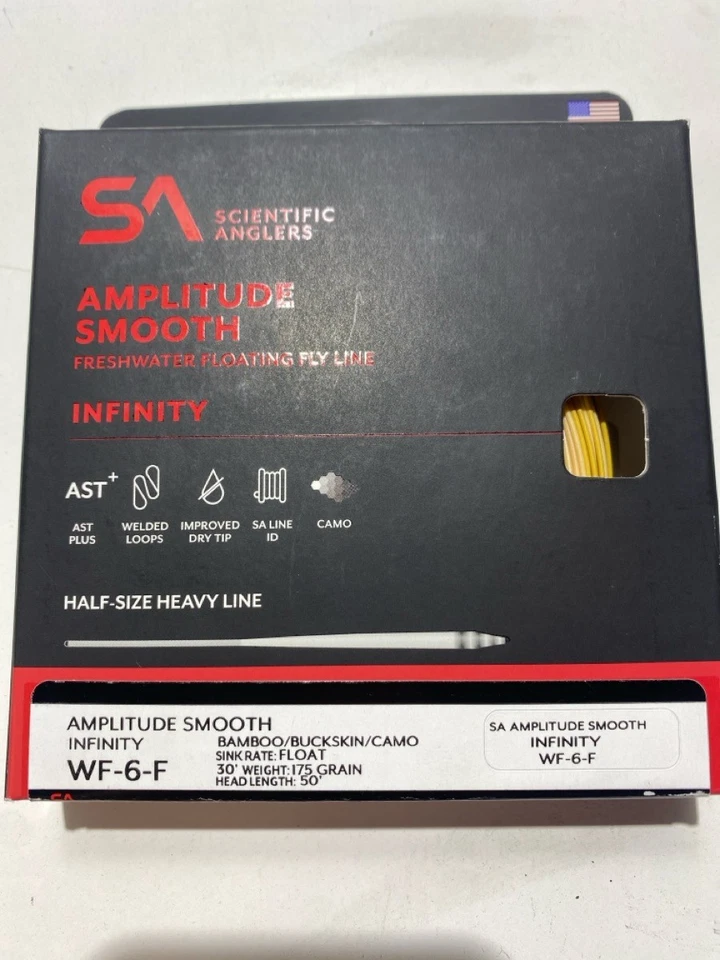 SA SCIENTIFIC
ANGLERS
AMPLITUDE
SMOOTH
FRESHWATER FLOATING FLY LINE
INFINITY
AST+
AST
PLUS
WELDED
LOOPS
IMPROVED
DRY TIP
SA LINE
ID
CAMO
HALF-SIZE HEAVY LINE
AMPLITUDE SMOOTH
INFINITY
WF-6-F
BAMBOO/BUCKSKIN/CAMO
SINK RATE: FLOAT
30' WEIGHT: 175 GRAIN
HEAD LENGTH: 50'
SA AMPLITUDE SMOOTH
INFINITY
WF-6-F